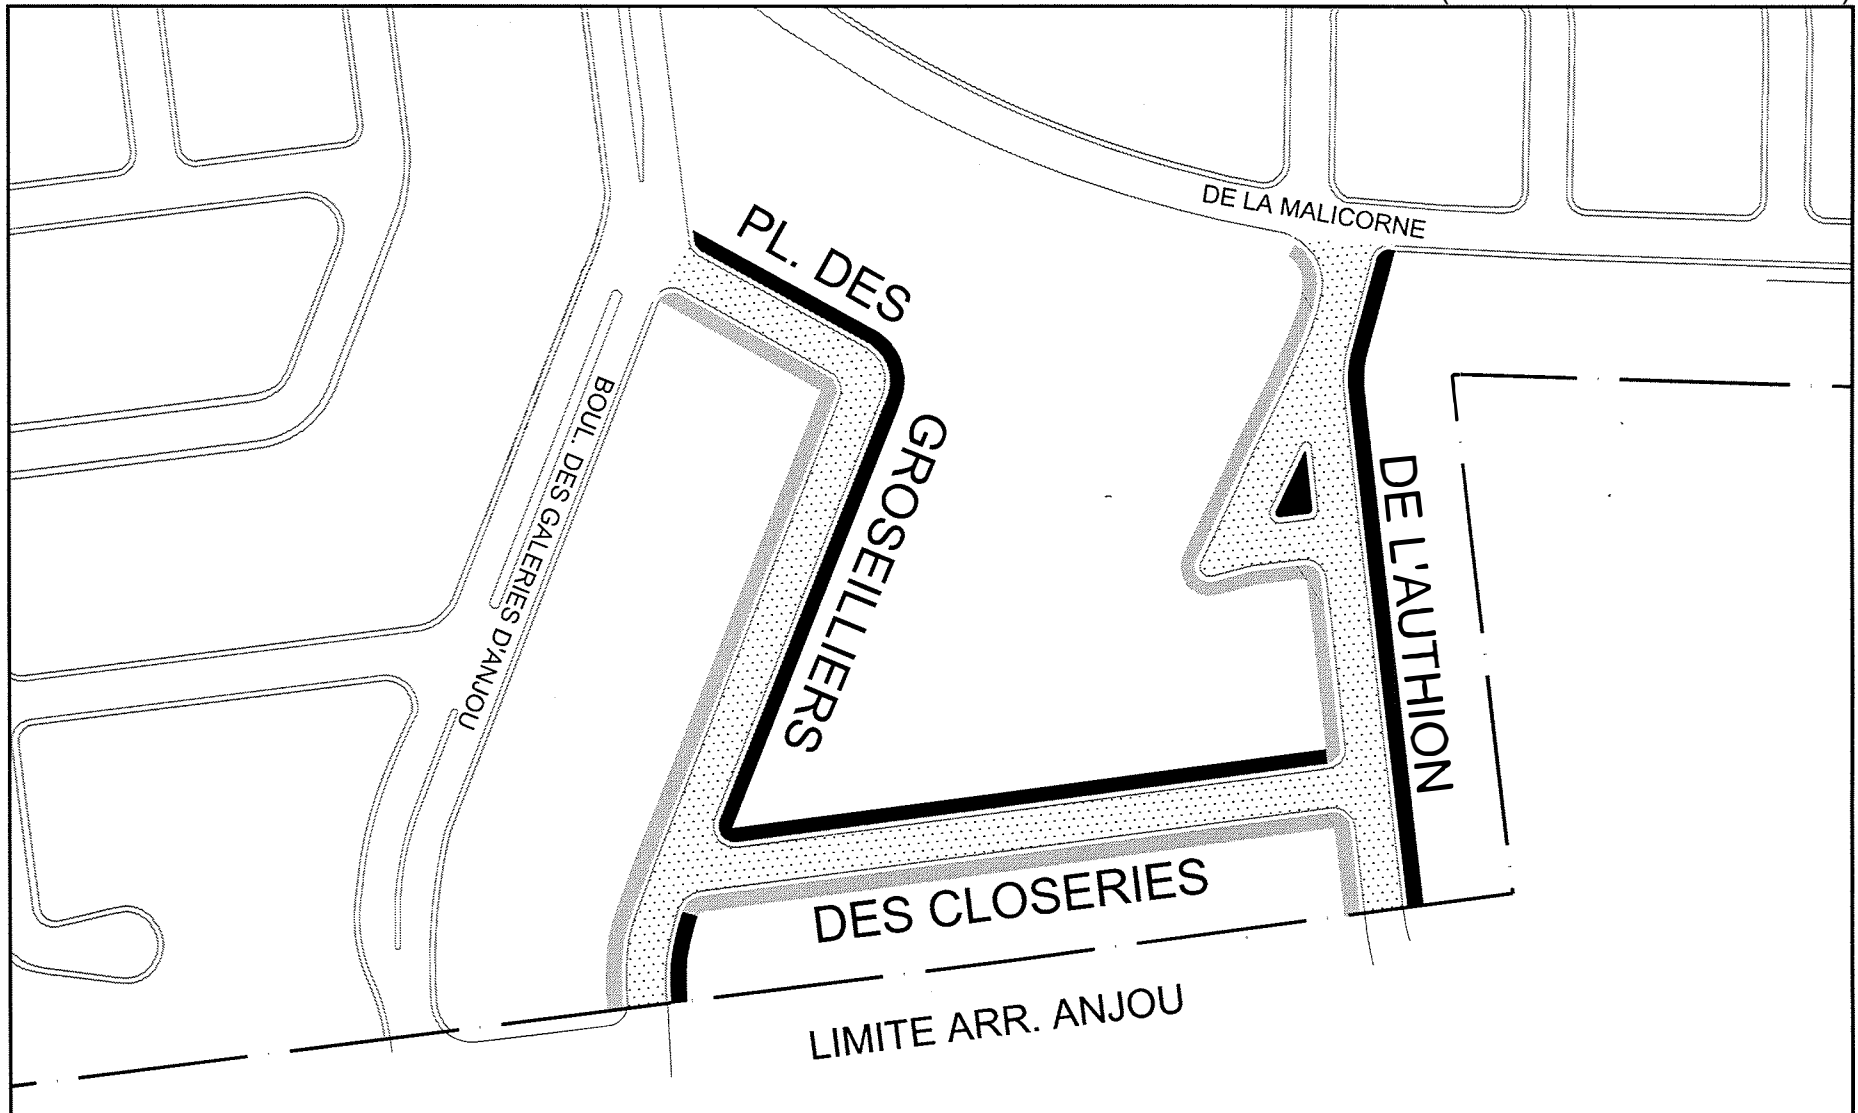 DE LA MALICORNE
PL. DES
GROSEILLIERS
BOUL. DES GALERIES D'ANJOU
DE L'AUTHION
DES CLOSERIES
LIMITE ARR. ANJOU